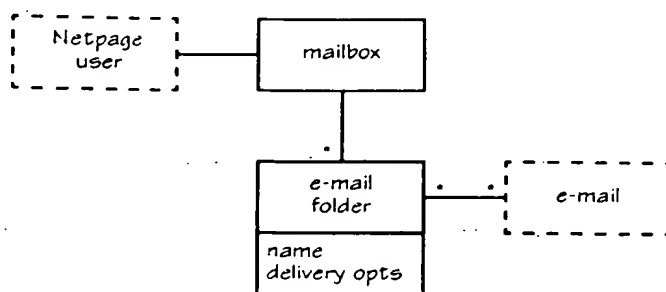 Netpage
user
mailbox
*
e-mail
folder
* *
e-mail
name
delivery opts